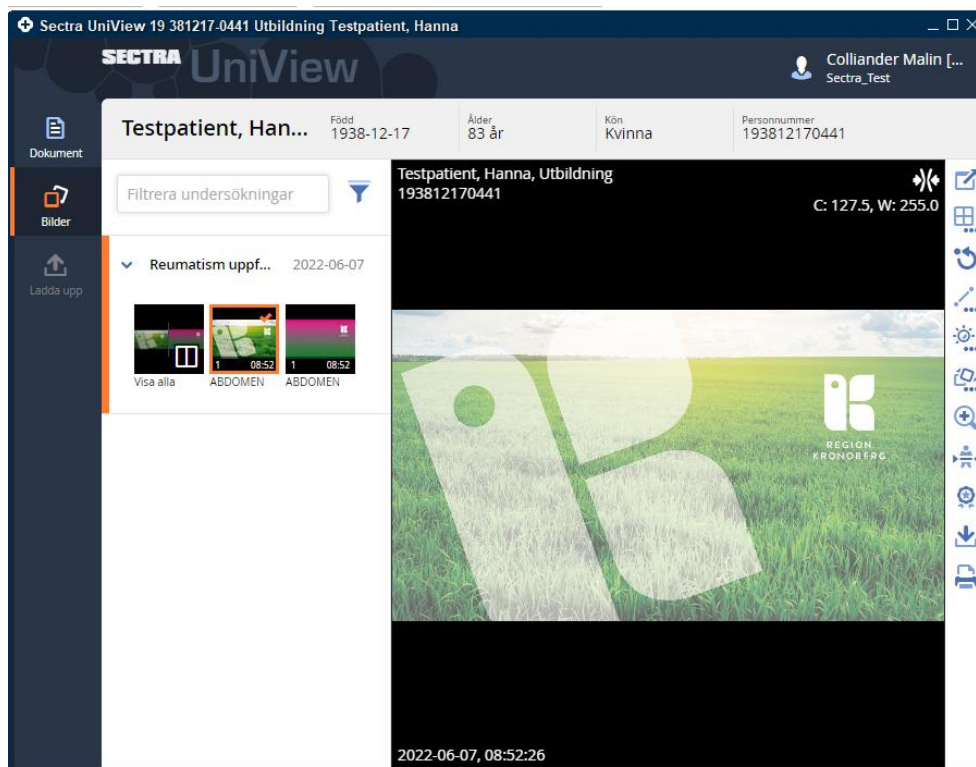 Sectra UniView 19 381217-0441 Utbildning Testpatient, Hanna
SECTRA UniView
Colliander Malin [...
Sectra_Test
Dokument
Bilder
Ladda upp
Testpatient, Han...
Född
1938-12-17
Ålder
83 år
Kön
Kvinna
Personnummer
193812170441
Filtrera undersökningar
Reumatism uppf... 2022-06-07
1 08:52
1 08:52
Visa alla
ABDOMEN
ABDOMEN
Testpatient, Hanna, Utbildning
193812170441
C: 127.5, W: 255.0
REGION
KRONOBERG
2022-06-07, 08:52:26